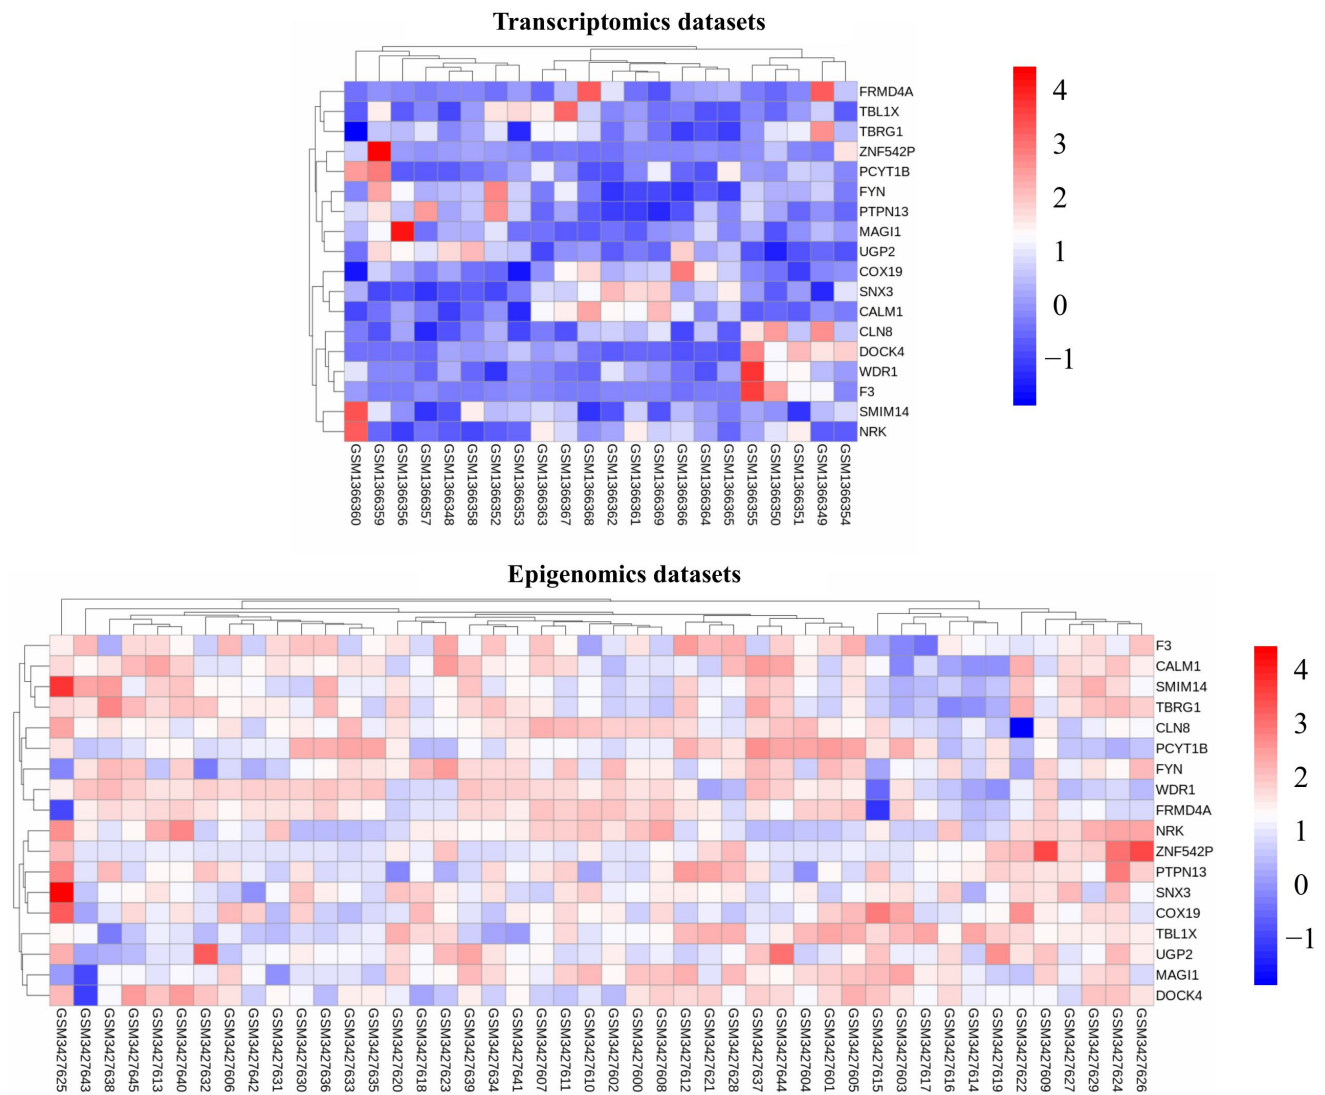 Transcriptomics datasets
FRMD4A
TBL1X
TBRG1
ZNF542P
PCYT1B
FYN
PTPN13
MAGI1
UGP2
COX19
SNX3
CALM1
CLN8
DOCK4
WDR1
F3
SMIM14
NRK
4
3
2
1
0
−1
GSM1366360
GSM1366359
GSM1366356
GSM1366357
GSM1366348
GSM1366358
GSM1366352
GSM1366353
GSM1366363
GSM1366367
GSM1366368
GSM1366362
GSM1366361
GSM1366369
GSM1366366
GSM1366364
GSM1366365
GSM1366355
GSM1366350
GSM1366351
GSM1366349
GSM1366354
Epigenomics datasets
F3
CALM1
SMIM14
TBRG1
CLN8
PCYT1B
FYN
WDR1
FRMD4A
NRK
ZNF542P
PTPN13
SNX3
COX19
TBL1X
UGP2
MAGI1
DOCK4
4
3
2
1
0
−1
GSM3427625
GSM3427643
GSM3427638
GSM3427645
GSM3427613
GSM3427640
GSM3427632
GSM3427606
GSM3427642
GSM3427631
GSM3427630
GSM3427636
GSM3427633
GSM3427635
GSM3427620
GSM3427618
GSM3427623
GSM3427639
GSM3427634
GSM3427641
GSM3427607
GSM3427611
GSM3427610
GSM3427602
GSM3427600
GSM3427608
GSM3427612
GSM3427621
GSM3427628
GSM3427637
GSM3427644
GSM3427604
GSM3427601
GSM3427605
GSM3427615
GSM3427603
GSM3427617
GSM3427616
GSM3427614
GSM3427619
GSM3427622
GSM3427609
GSM3427627
GSM3427629
GSM3427624
GSM3427626